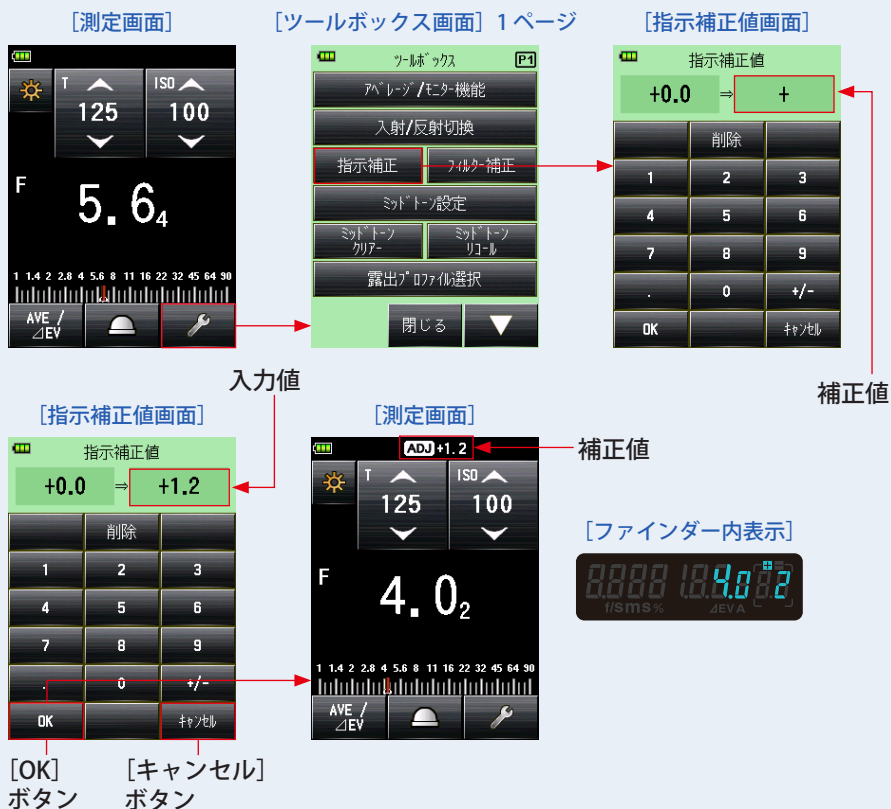 [測定画面]
[ツールボックス画面] 1 ページ
[指示補正値画面]
T
125
ISO
100
F
5.6₄
1 1.4 2 2.8 4 5.6 8 11 16 22 32 45 64 90
AVE /
⊿EV
ﾂｰﾙﾎﾞｯｸｽ
P1
ｱﾍﾞﾚｰｼﾞ/ﾓﾆﾀｰ機能
入射/反射切換
指示補正
ﾌｨﾙﾀｰ補正
ﾐｯﾄﾞﾄｰﾝ設定
ﾐｯﾄﾞﾄｰﾝ
ｸﾘｱｰ
ﾐｯﾄﾞﾄｰﾝ
ﾘｺｰﾙ
露出ﾌﾟﾛﾌｧｲﾙ選択
閉じる
▼
指示補正値
+0.0 ⇒ +
削除
1 2 3
4 5 6
7 8 9
. 0 +/-
OK ｷｬﾝｾﾙ
補正値
入力値
[指示補正値画面]
指示補正値
+0.0 ⇒ +1.2
削除
1 2 3
4 5 6
7 8 9
. 0 +/-
OK ｷｬﾝｾﾙ
[OK]
ボタン
[キャンセル]
ボタン
[測定画面]
ADJ +1.2
補正値
T
125
ISO
100
F
4.0₂
1 1.4 2 2.8 4 5.6 8 11 16 22 32 45 64 90
AVE /
⊿EV
[ファインダー内表示]
4.0 + 2
f/sms% ⊿EVA